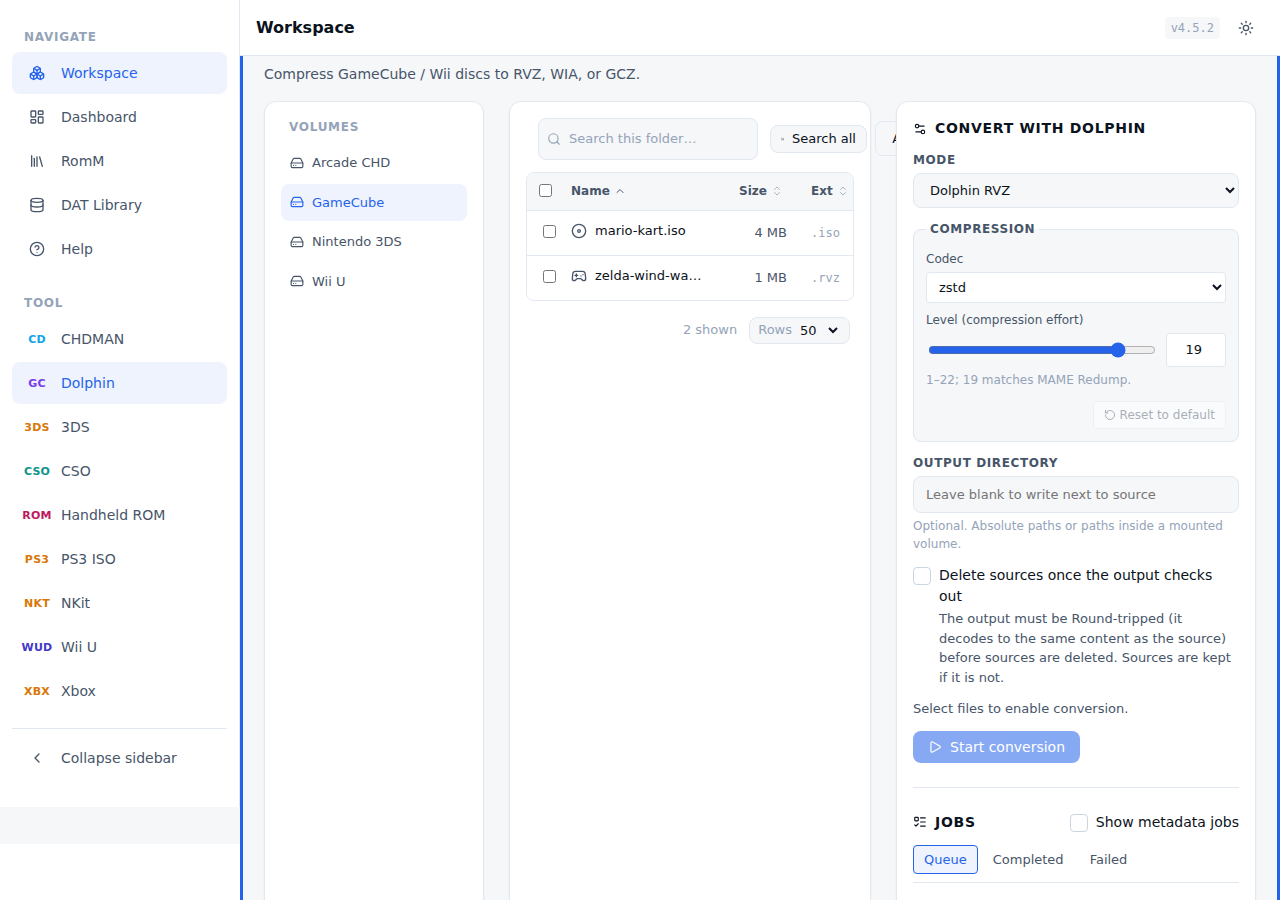 NAVIGATE
Workspace
Dashboard
RomM
DAT Library
Help
TOOL
CD CHDMAN
GC Dolphin
3DS 3DS
CSO CSO
ROM Handheld ROM
PS3 PS3 ISO
NKT NKit
WUD Wii U
XBX Xbox
Collapse sidebar
Workspace
v4.5.2
Compress GameCube / Wii discs to RVZ, WIA, or GCZ.
VOLUMES
Arcade CHD
GameCube
Nintendo 3DS
Wii U
Search this folder…
Search all
Name Size Ext
mario-kart.iso 4 MB .iso
zelda-wind-wa… 1 MB .rvz
2 shown Rows 50
CONVERT WITH DOLPHIN
MODE
Dolphin RVZ
COMPRESSION
Codec
zstd
Level (compression effort)
19
1–22; 19 matches MAME Redump.
Reset to default
OUTPUT DIRECTORY
Leave blank to write next to source
Optional. Absolute paths or paths inside a mounted
volume.
Delete sources once the output checks
out
The output must be Round-tripped (it
decodes to the same content as the source)
before sources are deleted. Sources are kept
if it is not.
Select files to enable conversion.
Start conversion
JOBS
Show metadata jobs
Queue Completed Failed